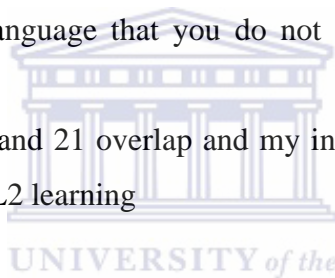 anguage that you do not
and 21 overlap and my in
L2 learning
UNIVERSITY of the